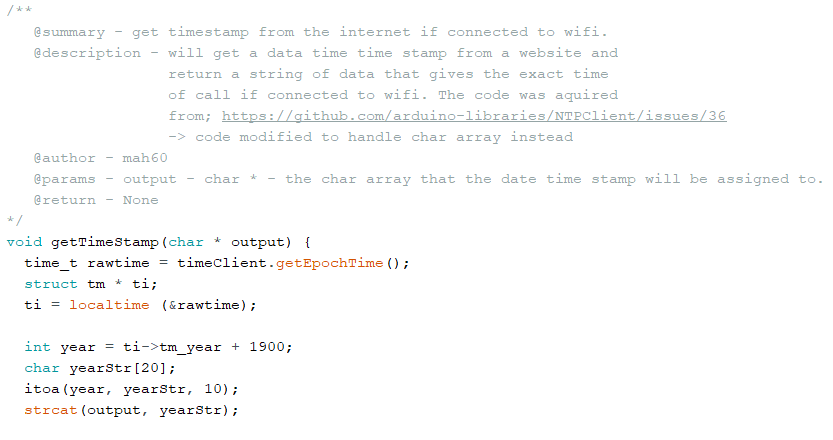 /**
@summary - get timestamp from the internet if connected to wifi.
@description - will get a data time time stamp from a website and
return a string of data that gives the exact time
of call if connected to wifi. The code was aquired
from; https://github.com/arduino-libraries/NTPClient/issues/36
-> code modified to handle char array instead
@author - mah60
@params - output - char * - the char array that the date time stamp will be assigned to.
@return - None
*/
void getTimeStamp(char * output) {
time_t rawtime = timeClient.getEpochTime();
struct tm * ti;
ti = localtime (&rawtime);
int year = ti->tm_year + 1900;
char yearStr[20];
itoa(year, yearStr, 10);
strcat(output, yearStr);